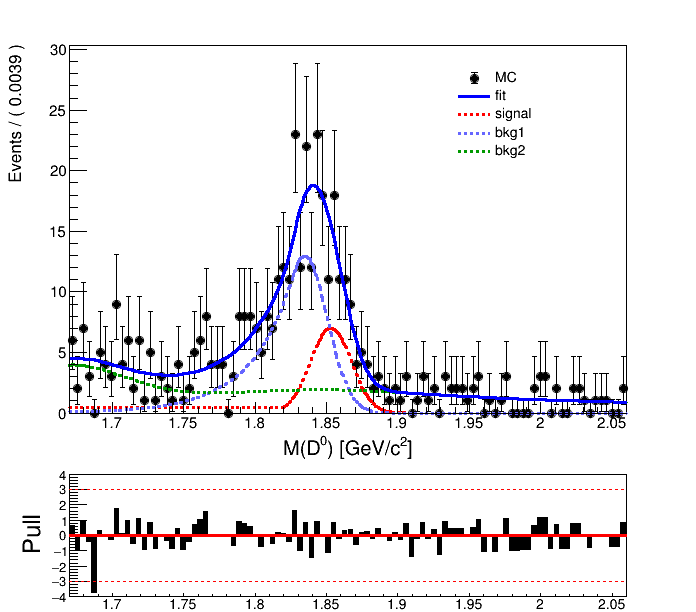 Events / ( 0.0039 )
30
25
20
15
10
5
0
MC
fit
signal
bkg1
bkg2
1.7 1.75 1.8 1.85 1.9 1.95 2 2.05
M(D⁰) [GeV/c²]
Pull
4
3
2
1
0
−1
−2
−3
−4
1.7 1.75 1.8 1.85 1.9 1.95 2 2.05